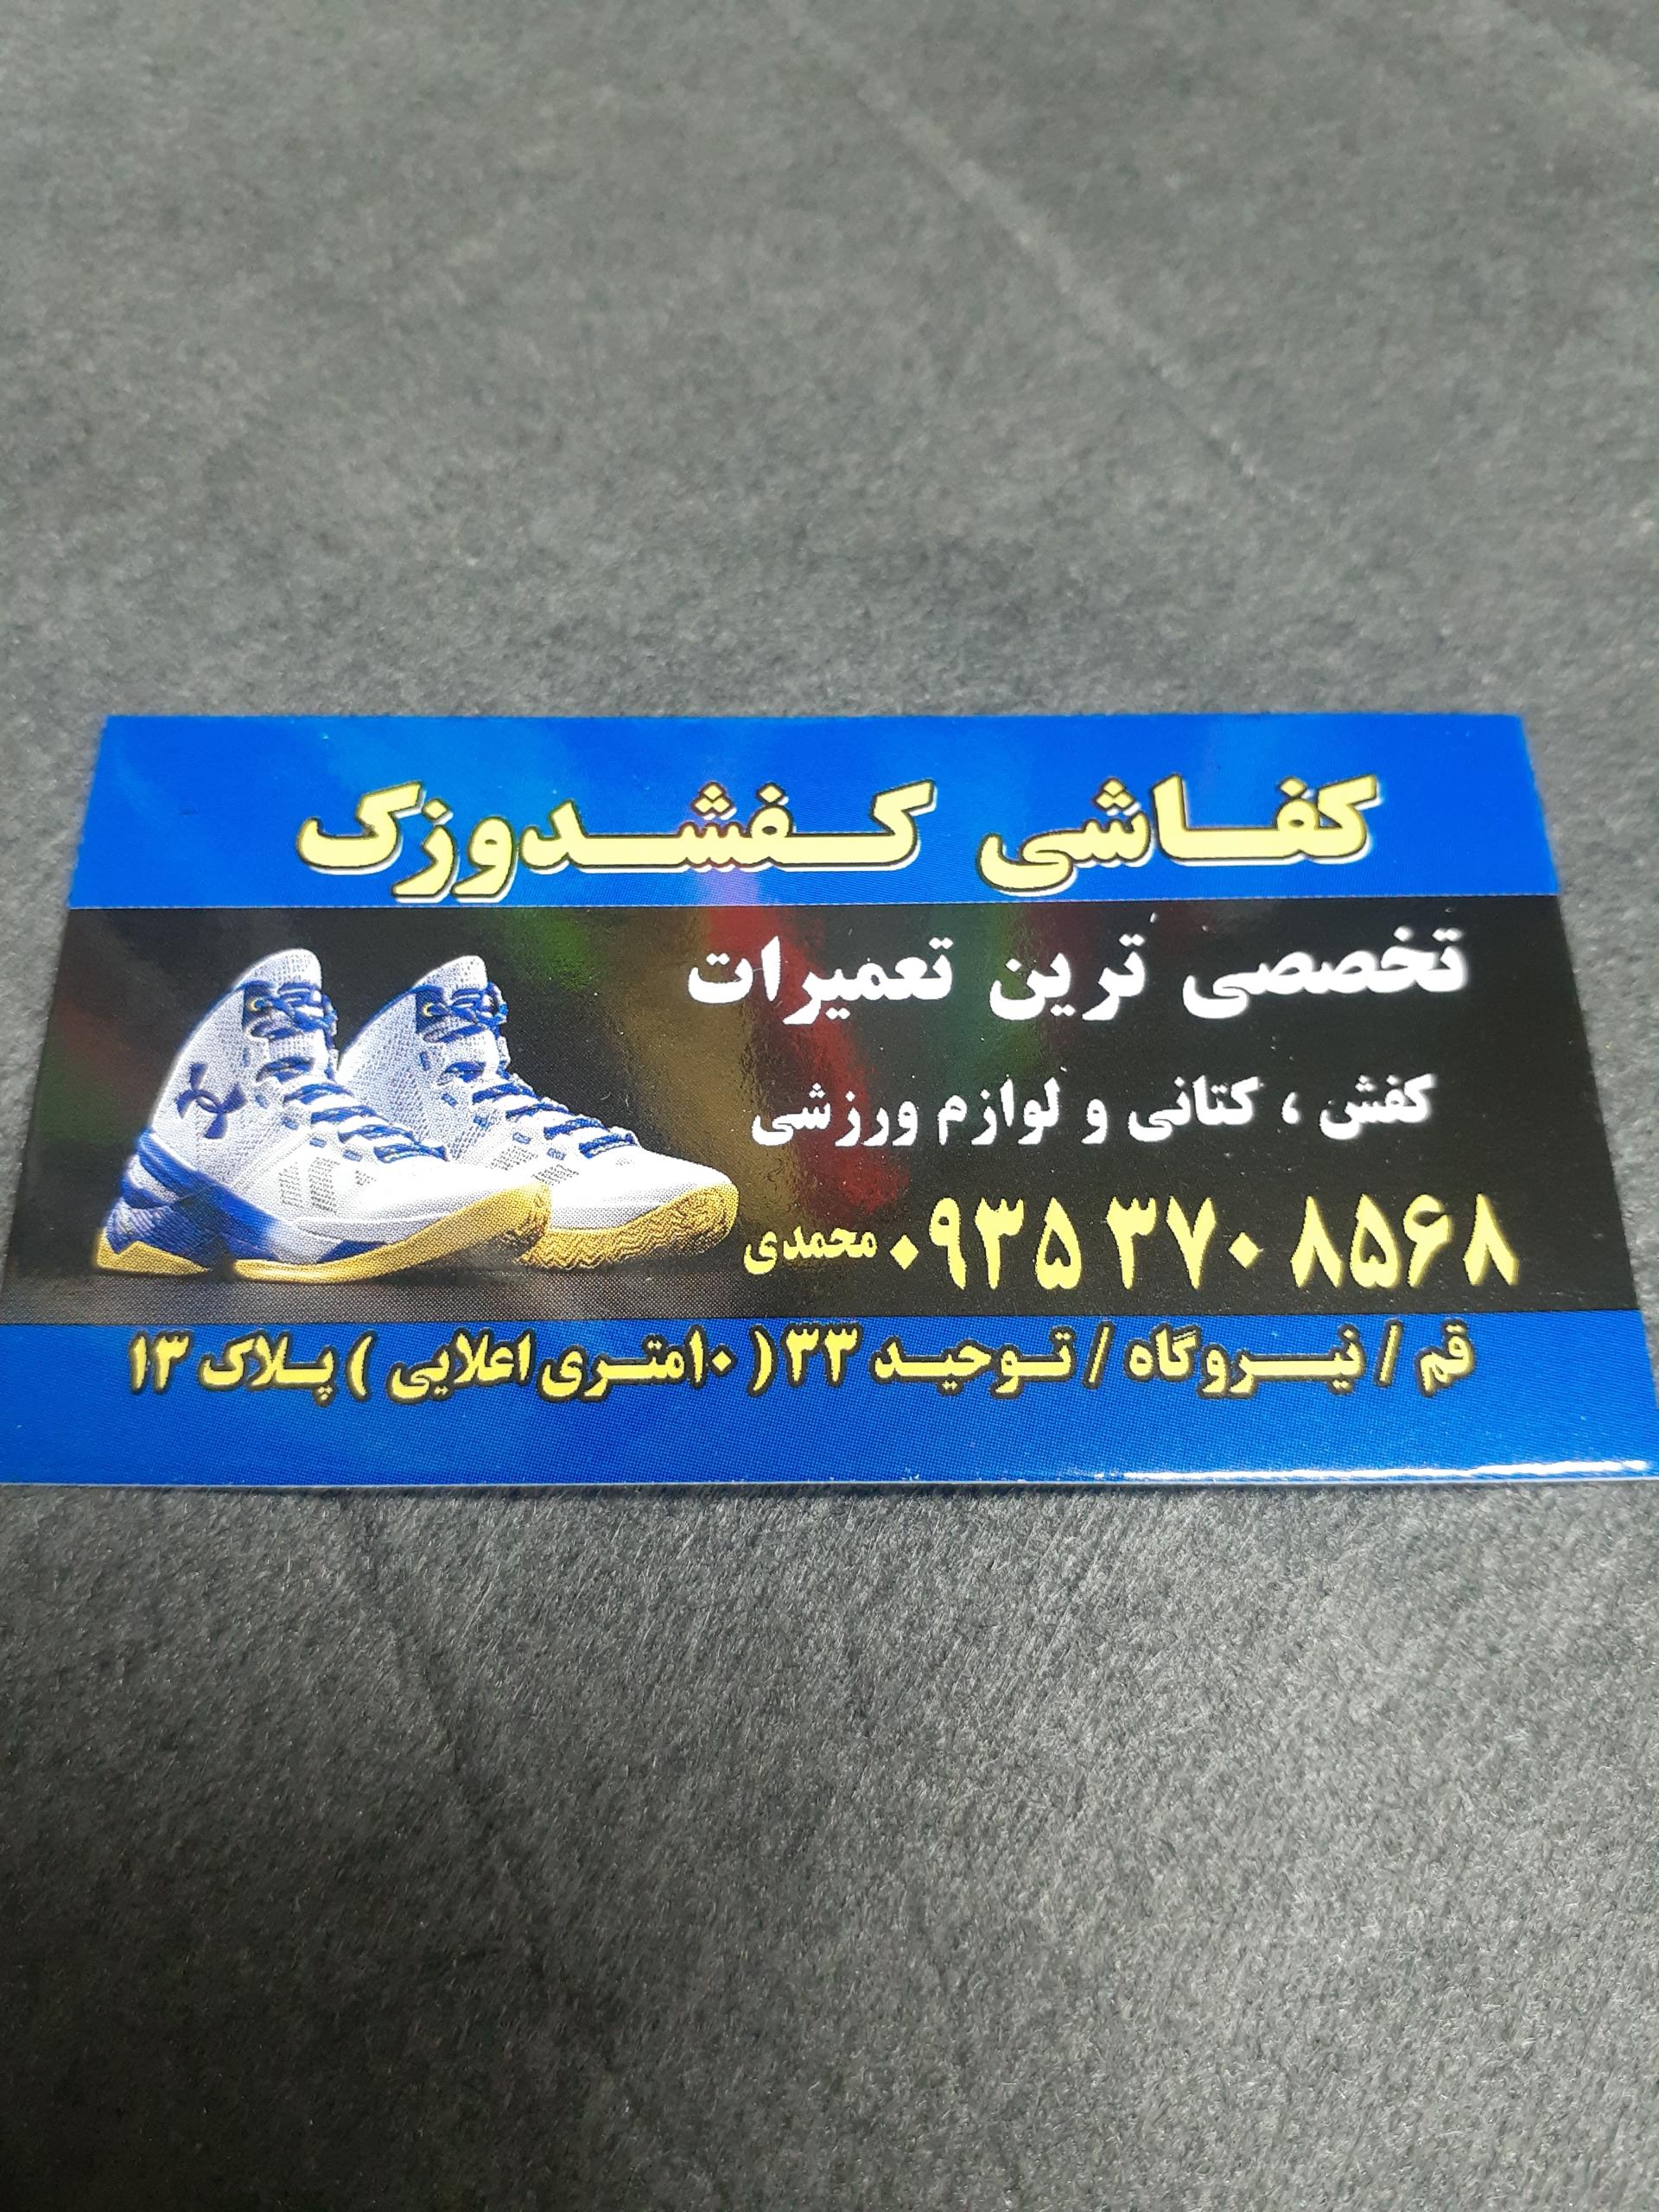 کفاشی کفشدوزک
تخصصی ترین تعمیرات
کفش ، کتانی و لوازم ورزشی
۰۹۳۵ ۳۷۰ ۸۵۶۸ محمدی
قم / نیروگاه / توحید ۳۳ ( ۱۰متری اعلایی ) پلاک ۱۳